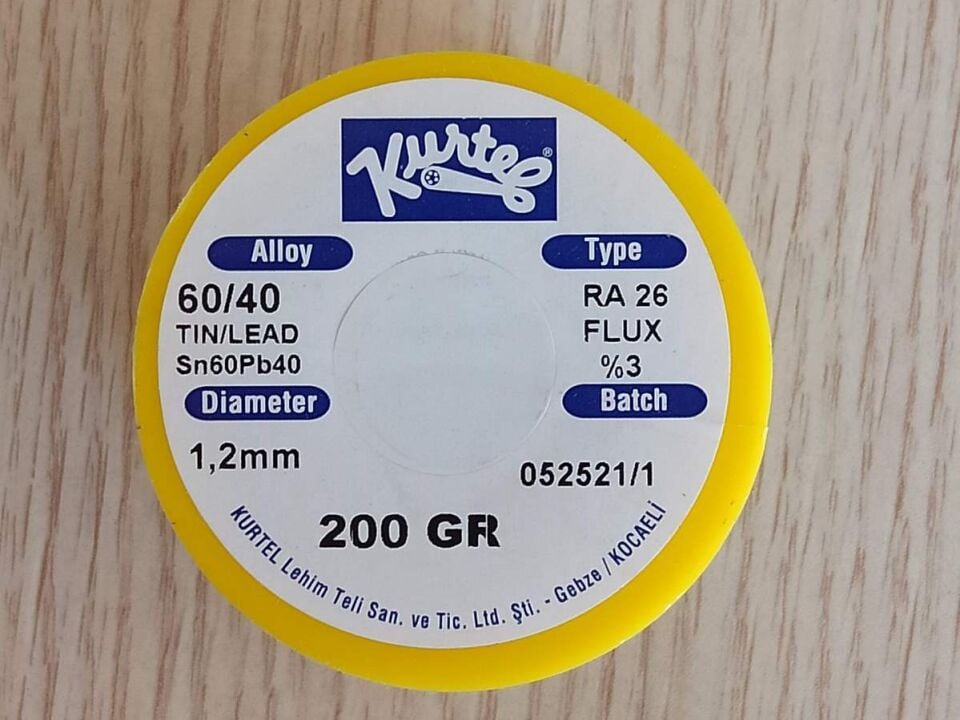 Kurtel®
Alloy
60/40
TIN/LEAD
Sn60Pb40
Diameter
1,2mm
Type
RA 26
FLUX
%3
Batch
052521/1
200 GR
KURTEL Lehim Teli San. ve Tic. Ltd. Şti. - Gebze / KOCAELİ